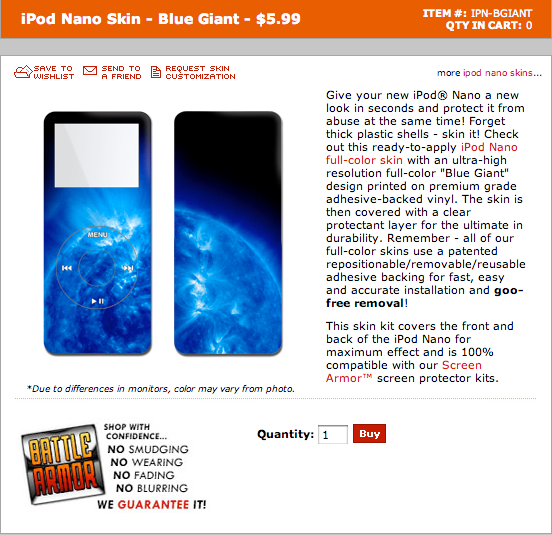 iPod Nano Skin - Blue Giant - $5.99
ITEM #: IPN-BGIANT
QTY IN CART: 0
SAVE TO
WISHLIST
SEND TO
A FRIEND
REQUEST SKIN
CUSTOMIZATION
more ipod nano skins...
MENU
Give your new iPod® Nano a new
look in seconds and protect it from
abuse at the same time! Forget
thick plastic shells - skin it! Check
out this ready-to-apply iPod Nano
full-color skin with an ultra-high
resolution full-color "Blue Giant"
design printed on premium grade
adhesive-backed vinyl. The skin is
then covered with a clear
protectant layer for the ultimate in
durability. Remember - all of our
full-color skins use a patented
repositionable/removable/reusable
adhesive backing for fast, easy
and accurate installation and goo-
free removal!
This skin kit covers the front and
back of the iPod Nano for
maximum effect and is 100%
compatible with our Screen
Armor™ screen protector kits.
*Due to differences in monitors, color may vary from photo.
BATTLE
ARMOR
SHOP WITH
CONFIDENCE...
NO SMUDGING
NO WEARING
NO FADING
NO BLURRING
WE GUARANTEE IT!
Quantity: 1 Buy